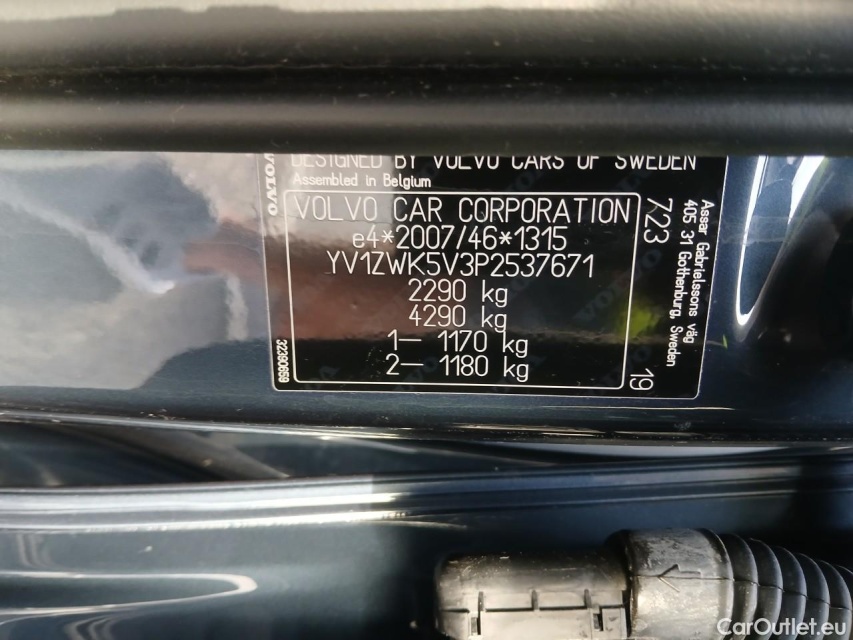 DESIGNED BY VOLVO CARS OF SWEDEN
Assembled in Belgium
VOLVO
VOLVO CAR CORPORATION
e4*2007/46*1315
YV1ZWK5V3P2537671
2290 kg
4290 kg
1— 1170 kg
2— 1180 kg
32390659
723
19
Assar Gabrielssons väg
405 31 Gothenburg, Sweden
CarOutlet.eu